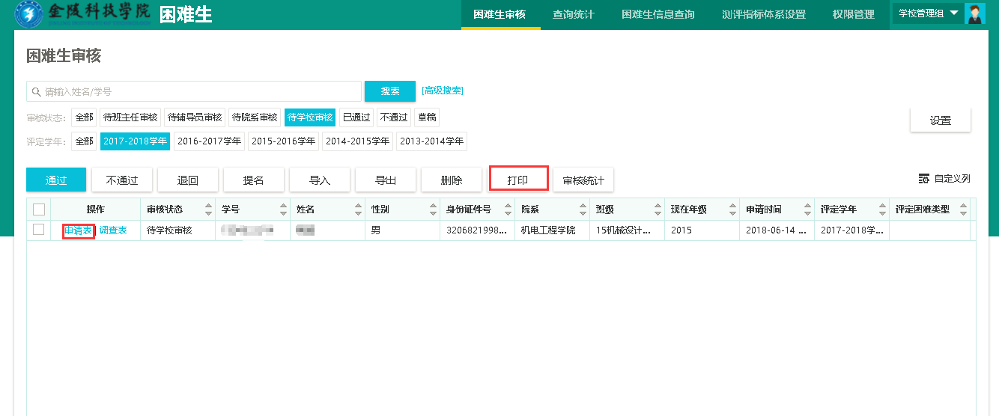 金陵科技学院 困难生 困难生审核 查询统计 困难生信息查询 测评指标体系设置 权限管理 学校管理组
困难生审核
请输入姓名/学号 搜索 [高级搜索]
审核状态: 全部 待班主任审核 待辅导员审核 待院系审核 待学校审核 已通过 不通过 草稿
设置
评定学年: 全部 2017-2018学年 2016-2017学年 2015-2016学年 2014-2015学年 2013-2014学年
通过 不通过 退回 提名 导入 导出 删除 打印 审核统计 自定义列
操作 审核状态 学号 姓名 性别 身份证件号 院系 班级 现在年级 申请时间 评定学年 评定困难类型
申请表 调查表 待学校审核 男 3206821998... 机电工程学院 15机械设计... 2015 2018-06-14 ... 2017-2018学...